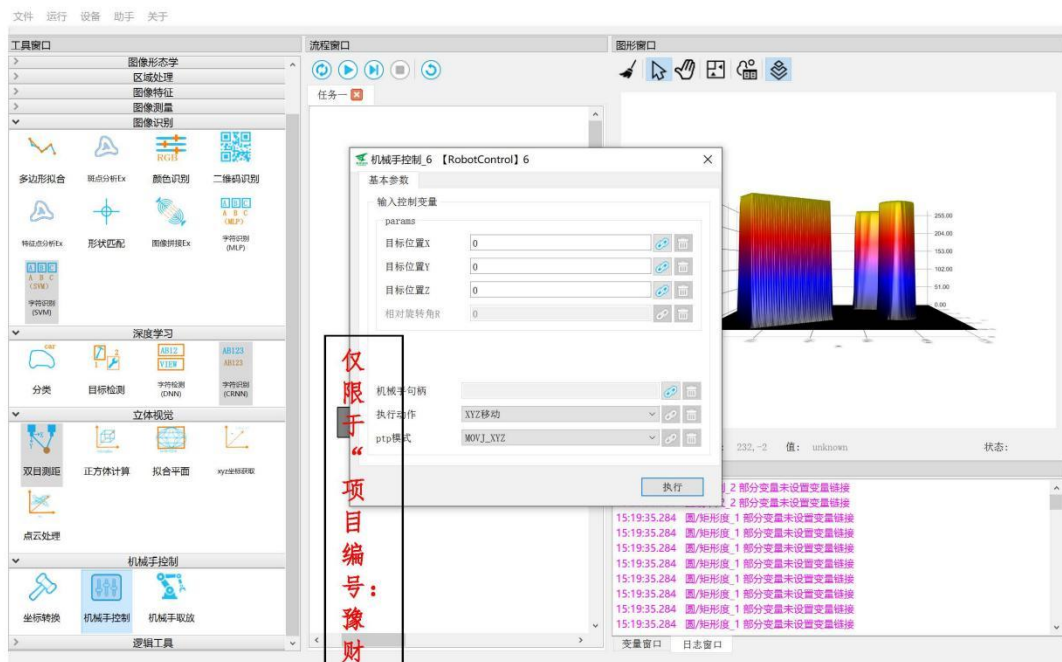 文件 运行 设备 助手 关于
工具窗口
图像形态学
区域处理
图像特征
图像测量
图像识别
RGB
多边形拟合 斑点分析Ex 颜色识别 二维码识别
A B C
A B C
(MLP)
特征点分析Ex 形状匹配 图像拼接Ex 字符识别
(MLP)
A B C
A B C
(SVM)
字符识别
(SVM)
深度学习
car
AB12
VIEW
AB123
AB123
分类 目标检测 字符检测
(DNN)
字符识别
(CRNN)
立体视觉
双目测距 正方体计算 拟合平面 xyz坐标获取
点云处理
机械手控制
坐标转换 机械手控制 机械手取放
逻辑工具
流程窗口
任务一
机械手控制_6 【RobotControl】6
基本参数
输入控制变量
params
目标位置X 0
目标位置Y 0
目标位置Z 0
相对旋转角R 0
机械手句柄
执行动作 XYZ移动
ptp模式 MOVJ_XYZ
执行
仅
限
于
“
项
目
编
号：
豫
财
图形窗口
255.00
204.00
153.00
102.00
51.00
0.00
232,-2 值: unknown 状态:
_2 部分变量未设置变量链接
_2 部分变量未设置变量链接
15:19:35.284 圆/矩形度_1 部分变量未设置变量链接
15:19:35.284 圆/矩形度_1 部分变量未设置变量链接
15:19:35.284 圆/矩形度_1 部分变量未设置变量链接
15:19:35.284 圆/矩形度_1 部分变量未设置变量链接
15:19:35.284 圆/矩形度_1 部分变量未设置变量链接
15:19:35.284 圆/矩形度_1 部分变量未设置变量链接
15:19:35.284 圆/矩形度_1 部分变量未设置变量链接
15:19:35.284 圆/矩形度_1 部分变量未设置变量链接
变量窗口 日志窗口